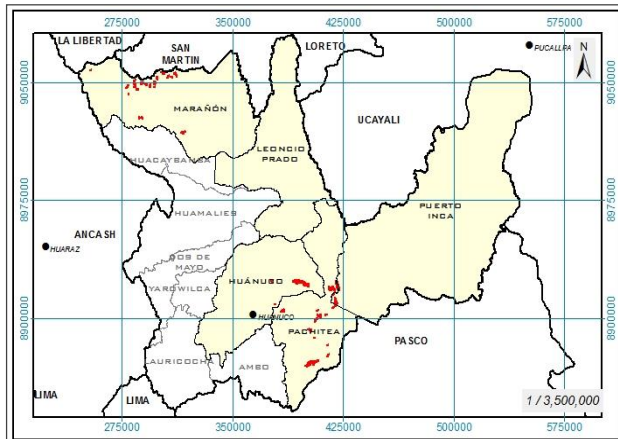 275000 350000 425000 500000 575000
LA LIBERTAD
SAN
MARTIN
LORETO
PUCALLPA
N
9050000
9050000
MARAÑÓN
UCAYALI
LEONCIO
PRADO
HUACAYBAMBA
8975000
8975000
HUAMALIES
PUERTO
INCA
ANCASH
HUARAZ
DOS DE
MAYO
HUÁNUCO
YAROWILCA
8900000
8900000
HUANUCO
PACHITEA
PASCO
LAURICOCHA
AMBO
LIMA
LIMA
1 / 3,500,000
275000 350000 425000 500000 575000